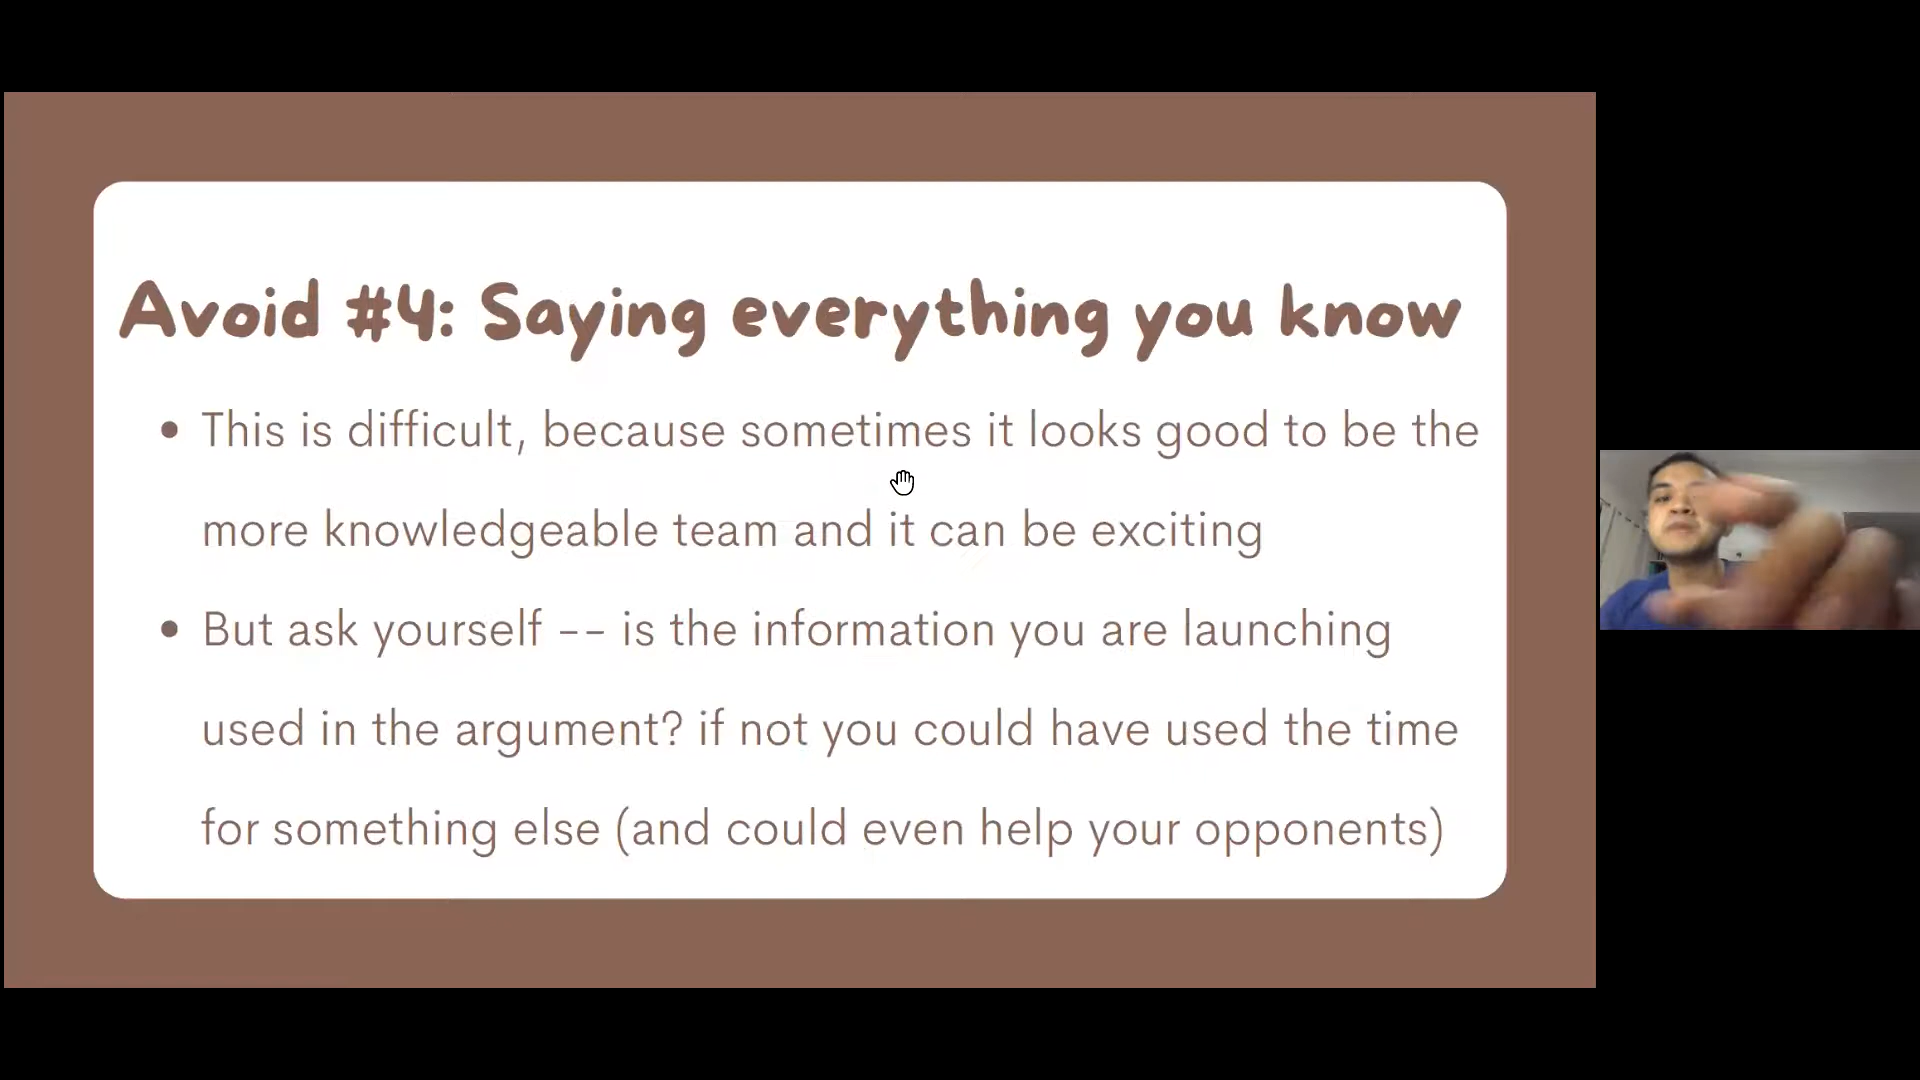 Avoid #4: Saying everything you know
• This is difficult, because sometimes it looks good to be the
more knowledgeable team and it can be exciting
• But ask yourself -- is the information you are launching
used in the argument? if not you could have used the time
for something else (and could even help your opponents)